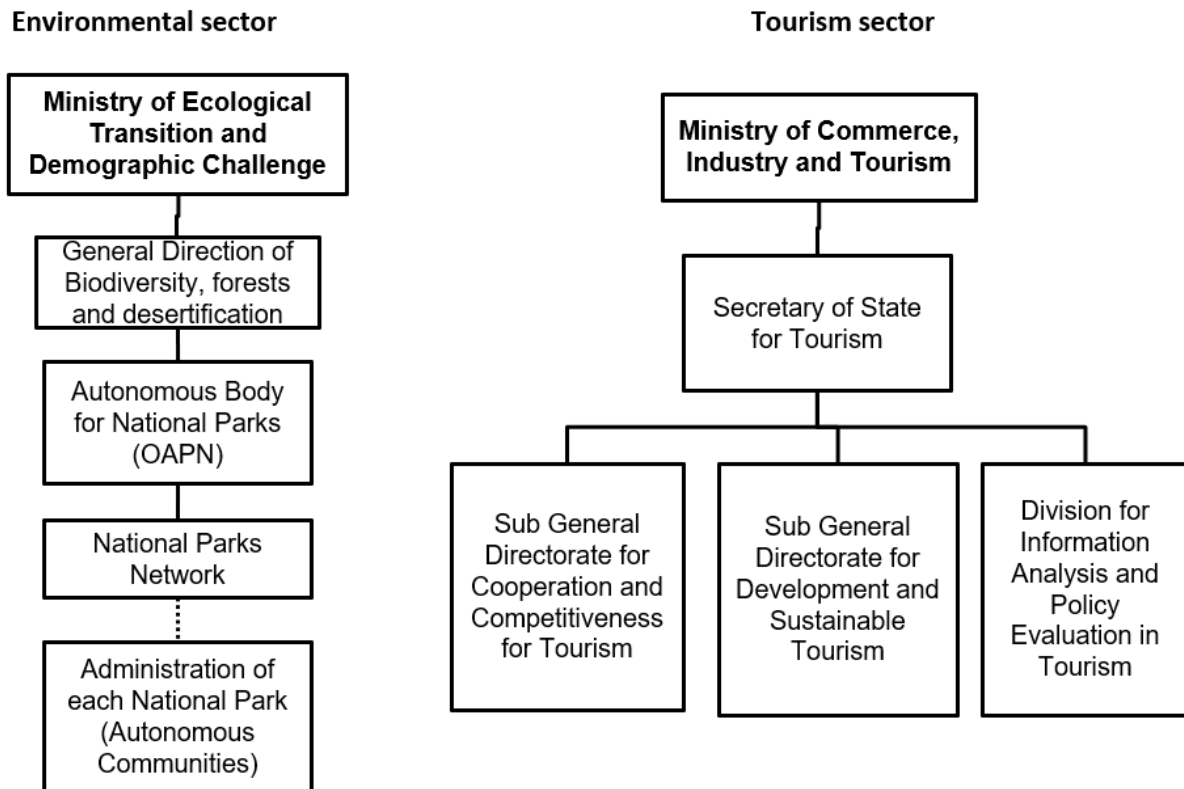 Environmental sector
Ministry of Ecological
Transition and
Demographic Challenge
General Direction of
Biodiversity, forests
and desertification
Autonomous Body
for National Parks
(OAPN)
National Parks
Network
Administration of
each National Park
(Autonomous
Communities)
Tourism sector
Ministry of Commerce,
Industry and Tourism
Secretary of State
for Tourism
Sub General
Directorate for
Cooperation and
Competitiveness
for Tourism
Sub General
Directorate for
Development and
Sustainable
Tourism
Division for
Information
Analysis and
Policy
Evaluation in
Tourism